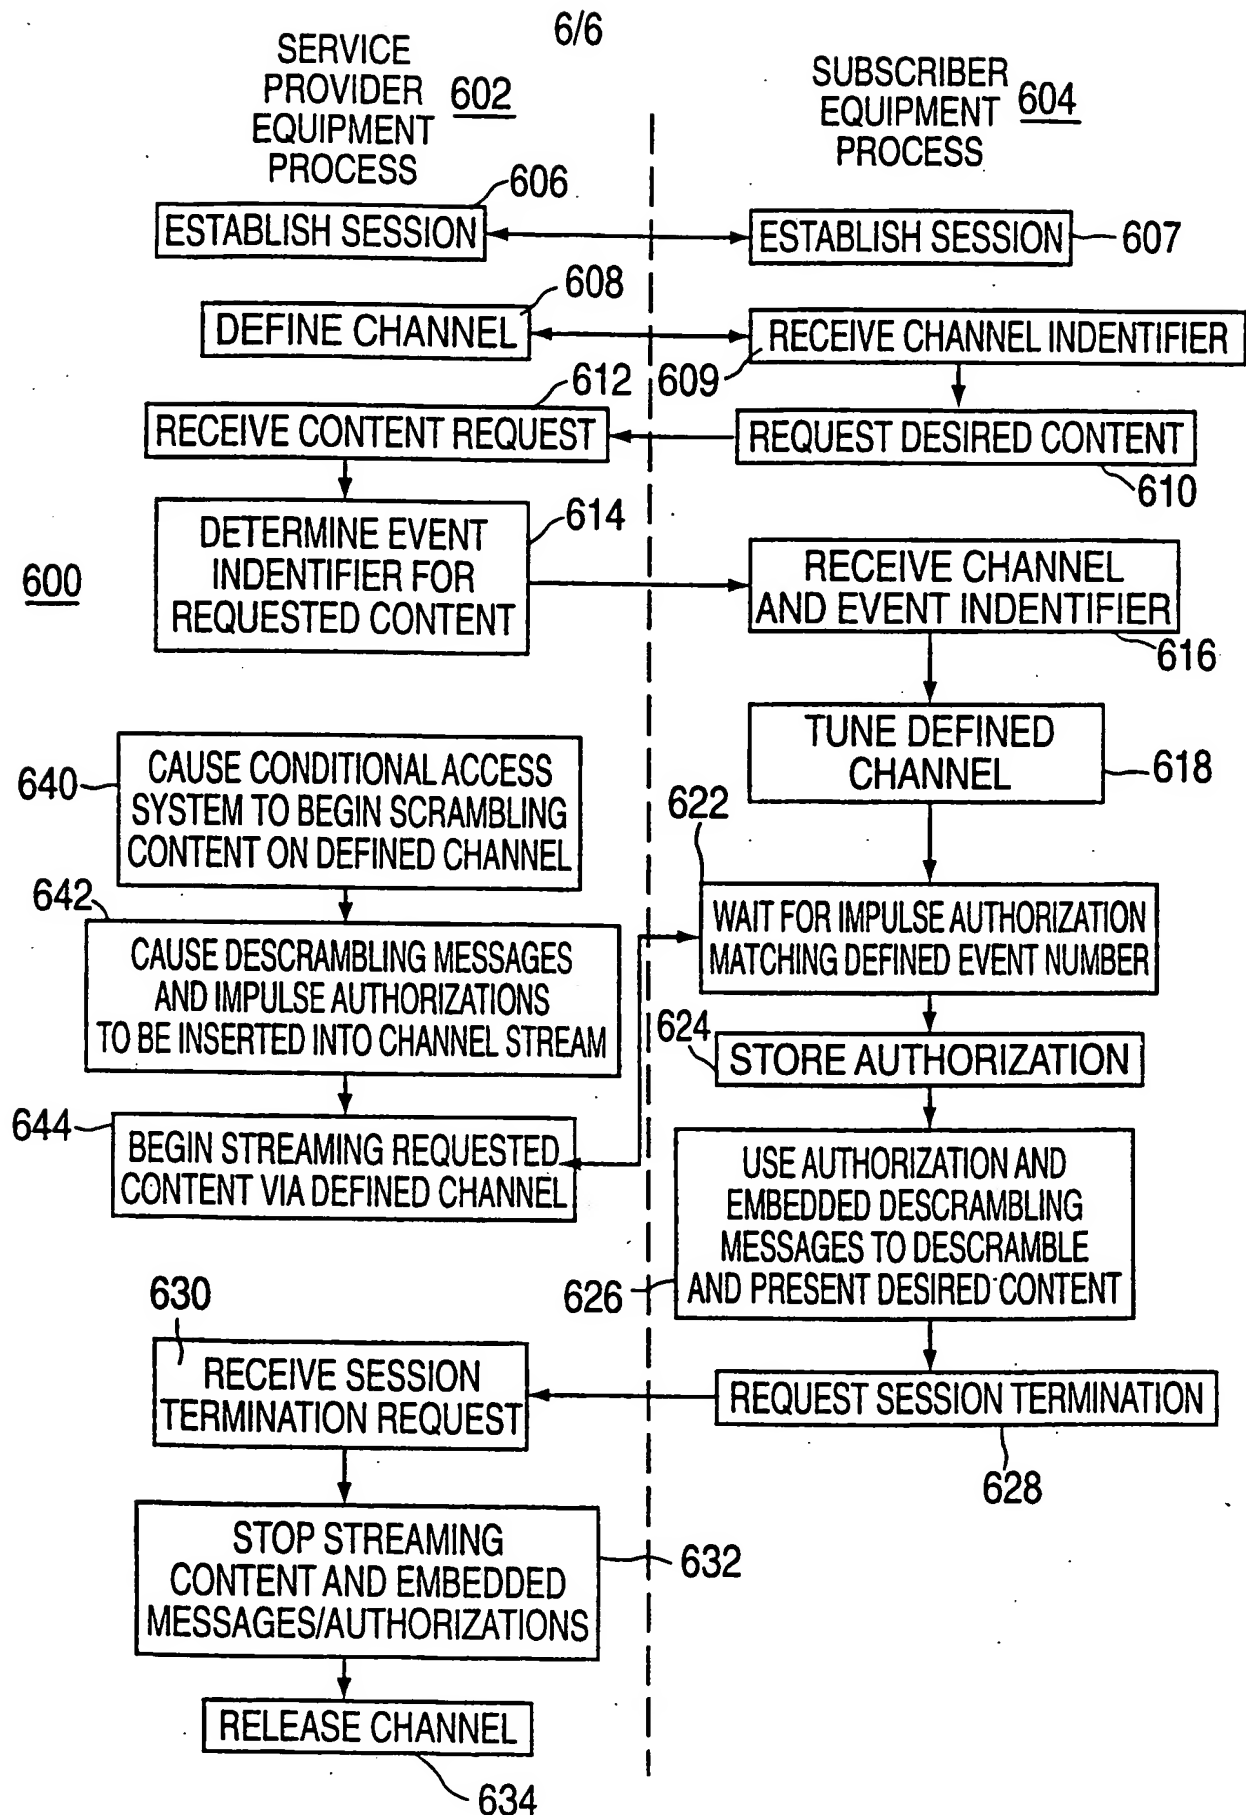 6/6
SERVICE
PROVIDER
EQUIPMENT
PROCESS
602
SUBSCRIBER
EQUIPMENT
PROCESS
604
606
ESTABLISH SESSION
ESTABLISH SESSION
607
608
DEFINE CHANNEL
RECEIVE CHANNEL INDENTIFIER
609
612
RECEIVE CONTENT REQUEST
REQUEST DESIRED CONTENT
610
600
DETERMINE EVENT
INDENTIFIER FOR
REQUESTED CONTENT
614
RECEIVE CHANNEL
AND EVENT INDENTIFIER
616
TUNE DEFINED
CHANNEL
618
640
CAUSE CONDITIONAL ACCESS
SYSTEM TO BEGIN SCRAMBLING
CONTENT ON DEFINED CHANNEL
622
WAIT FOR IMPULSE AUTHORIZATION
MATCHING DEFINED EVENT NUMBER
642
CAUSE DESCRAMBLING MESSAGES
AND IMPULSE AUTHORIZATIONS
TO BE INSERTED INTO CHANNEL STREAM
624
STORE AUTHORIZATION
644
BEGIN STREAMING REQUESTED
CONTENT VIA DEFINED CHANNEL
USE AUTHORIZATION AND
EMBEDDED DESCRAMBLING
MESSAGES TO DESCRAMBLE
AND PRESENT DESIRED CONTENT
626
630
RECEIVE SESSION
TERMINATION REQUEST
REQUEST SESSION TERMINATION
628
STOP STREAMING
CONTENT AND EMBEDDED
MESSAGES/AUTHORIZATIONS
632
RELEASE CHANNEL
634